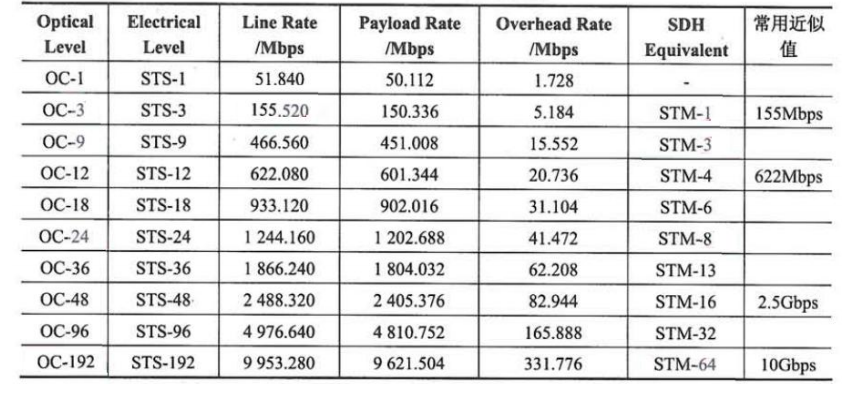 Optical Level | Electrical Level | Line Rate /Mbps | Payload Rate /Mbps | Overhead Rate /Mbps | SDH Equivalent | 常用近似值
OC-1 | STS-1 | 51.840 | 50.112 | 1.728 | - |
OC-3 | STS-3 | 155.520 | 150.336 | 5.184 | STM-1 | 155Mbps
OC-9 | STS-9 | 466.560 | 451.008 | 15.552 | STM-3 |
OC-12 | STS-12 | 622.080 | 601.344 | 20.736 | STM-4 | 622Mbps
OC-18 | STS-18 | 933.120 | 902.016 | 31.104 | STM-6 |
OC-24 | STS-24 | 1 244.160 | 1 202.688 | 41.472 | STM-8 |
OC-36 | STS-36 | 1 866.240 | 1 804.032 | 62.208 | STM-13 |
OC-48 | STS-48 | 2 488.320 | 2 405.376 | 82.944 | STM-16 | 2.5Gbps
OC-96 | STS-96 | 4 976.640 | 4 810.752 | 165.888 | STM-32 |
OC-192 | STS-192 | 9 953.280 | 9 621.504 | 331.776 | STM-64 | 10Gbps